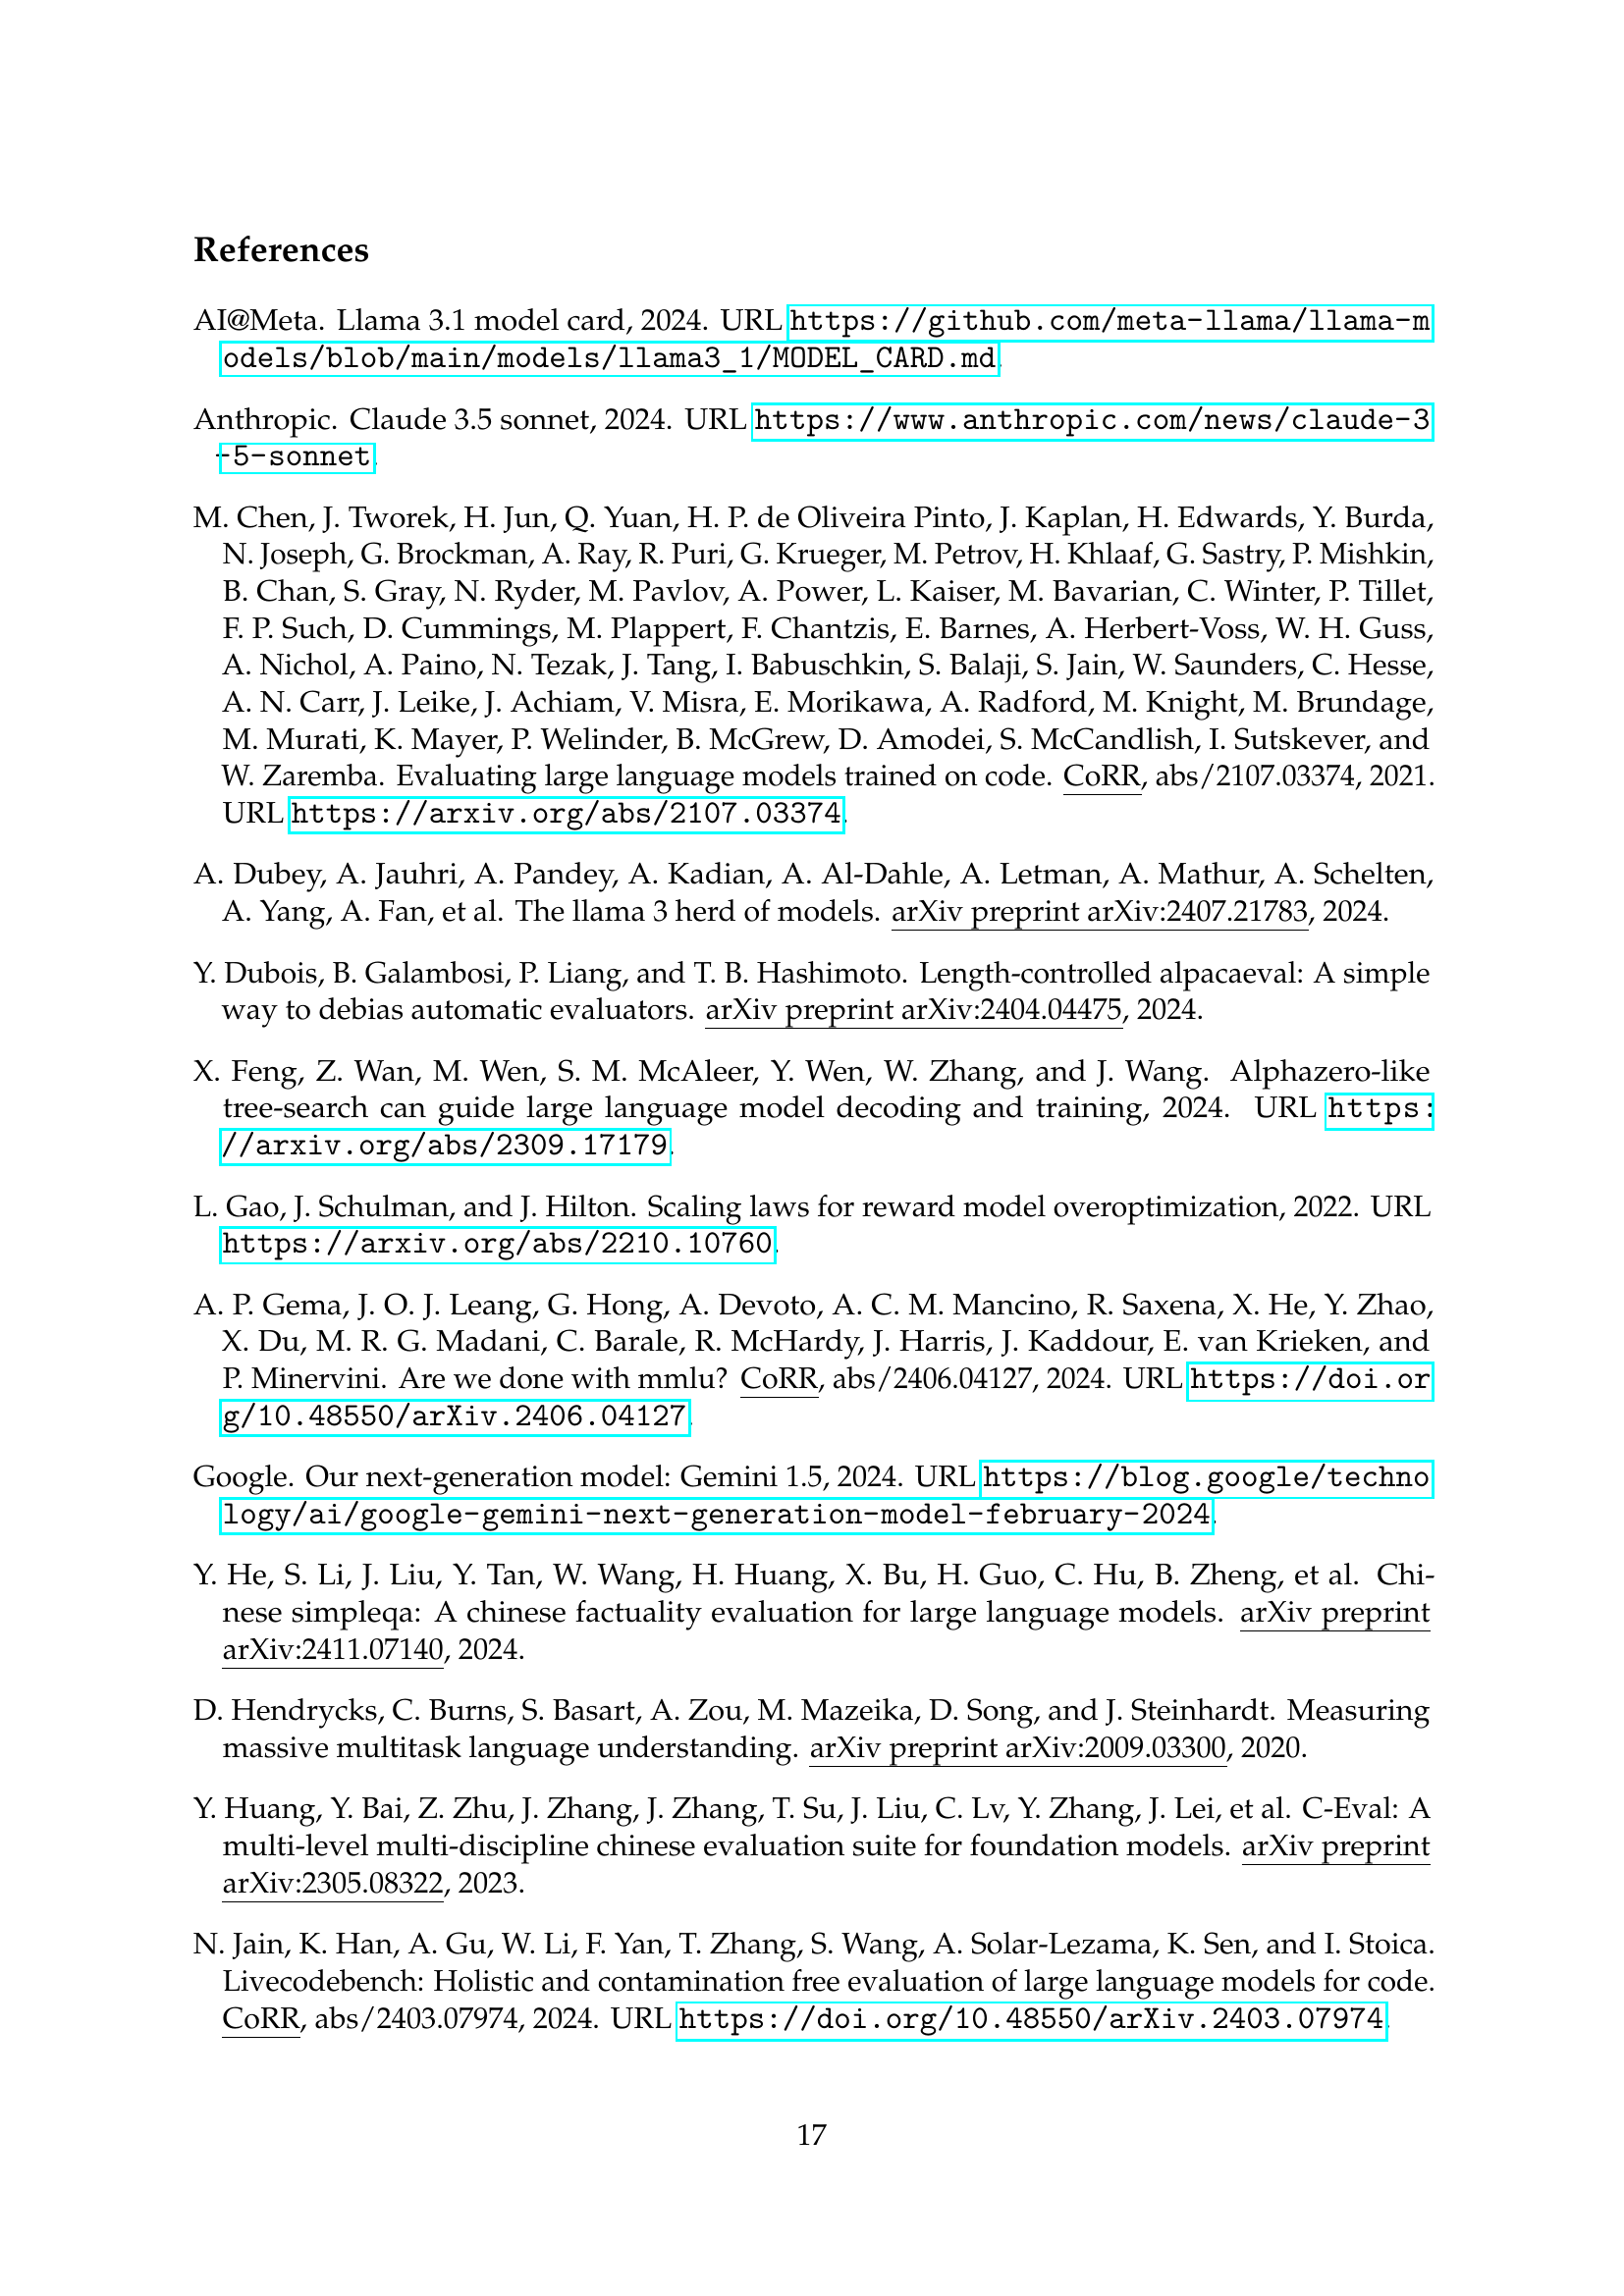 References
AI@Meta. Llama 3.1 model card, 2024. URL https://github.com/meta-llama/llama-m
odels/blob/main/models/llama3_1/MODEL_CARD.md.
Anthropic. Claude 3.5 sonnet, 2024. URL https://www.anthropic.com/news/claude-3
-5-sonnet.
M. Chen, J. Tworek, H. Jun, Q. Yuan, H. P. de Oliveira Pinto, J. Kaplan, H. Edwards, Y. Burda,
N. Joseph, G. Brockman, A. Ray, R. Puri, G. Krueger, M. Petrov, H. Khlaaf, G. Sastry, P. Mishkin,
B. Chan, S. Gray, N. Ryder, M. Pavlov, A. Power, L. Kaiser, M. Bavarian, C. Winter, P. Tillet,
F. P. Such, D. Cummings, M. Plappert, F. Chantzis, E. Barnes, A. Herbert-Voss, W. H. Guss,
A. Nichol, A. Paino, N. Tezak, J. Tang, I. Babuschkin, S. Balaji, S. Jain, W. Saunders, C. Hesse,
A. N. Carr, J. Leike, J. Achiam, V. Misra, E. Morikawa, A. Radford, M. Knight, M. Brundage,
M. Murati, K. Mayer, P. Welinder, B. McGrew, D. Amodei, S. McCandlish, I. Sutskever, and
W. Zaremba. Evaluating large language models trained on code. CoRR, abs/2107.03374, 2021.
URL https://arxiv.org/abs/2107.03374.
A. Dubey, A. Jauhri, A. Pandey, A. Kadian, A. Al-Dahle, A. Letman, A. Mathur, A. Schelten,
A. Yang, A. Fan, et al. The llama 3 herd of models. arXiv preprint arXiv:2407.21783, 2024.
Y. Dubois, B. Galambosi, P. Liang, and T. B. Hashimoto. Length-controlled alpacaeval: A simple
way to debias automatic evaluators. arXiv preprint arXiv:2404.04475, 2024.
X. Feng, Z. Wan, M. Wen, S. M. McAleer, Y. Wen, W. Zhang, and J. Wang. Alphazero-like
tree-search can guide large language model decoding and training, 2024. URL https:
//arxiv.org/abs/2309.17179.
L. Gao, J. Schulman, and J. Hilton. Scaling laws for reward model overoptimization, 2022. URL
https://arxiv.org/abs/2210.10760.
A. P. Gema, J. O. J. Leang, G. Hong, A. Devoto, A. C. M. Mancino, R. Saxena, X. He, Y. Zhao,
X. Du, M. R. G. Madani, C. Barale, R. McHardy, J. Harris, J. Kaddour, E. van Krieken, and
P. Minervini. Are we done with mmlu? CoRR, abs/2406.04127, 2024. URL https://doi.or
g/10.48550/arXiv.2406.04127.
Google. Our next-generation model: Gemini 1.5, 2024. URL https://blog.google/techno
logy/ai/google-gemini-next-generation-model-february-2024.
Y. He, S. Li, J. Liu, Y. Tan, W. Wang, H. Huang, X. Bu, H. Guo, C. Hu, B. Zheng, et al. Chi-
nese simpleqa: A chinese factuality evaluation for large language models. arXiv preprint
arXiv:2411.07140, 2024.
D. Hendrycks, C. Burns, S. Basart, A. Zou, M. Mazeika, D. Song, and J. Steinhardt. Measuring
massive multitask language understanding. arXiv preprint arXiv:2009.03300, 2020.
Y. Huang, Y. Bai, Z. Zhu, J. Zhang, J. Zhang, T. Su, J. Liu, C. Lv, Y. Zhang, J. Lei, et al. C-Eval: A
multi-level multi-discipline chinese evaluation suite for foundation models. arXiv preprint
arXiv:2305.08322, 2023.
N. Jain, K. Han, A. Gu, W. Li, F. Yan, T. Zhang, S. Wang, A. Solar-Lezama, K. Sen, and I. Stoica.
Livecodebench: Holistic and contamination free evaluation of large language models for code.
CoRR, abs/2403.07974, 2024. URL https://doi.org/10.48550/arXiv.2403.07974.
17